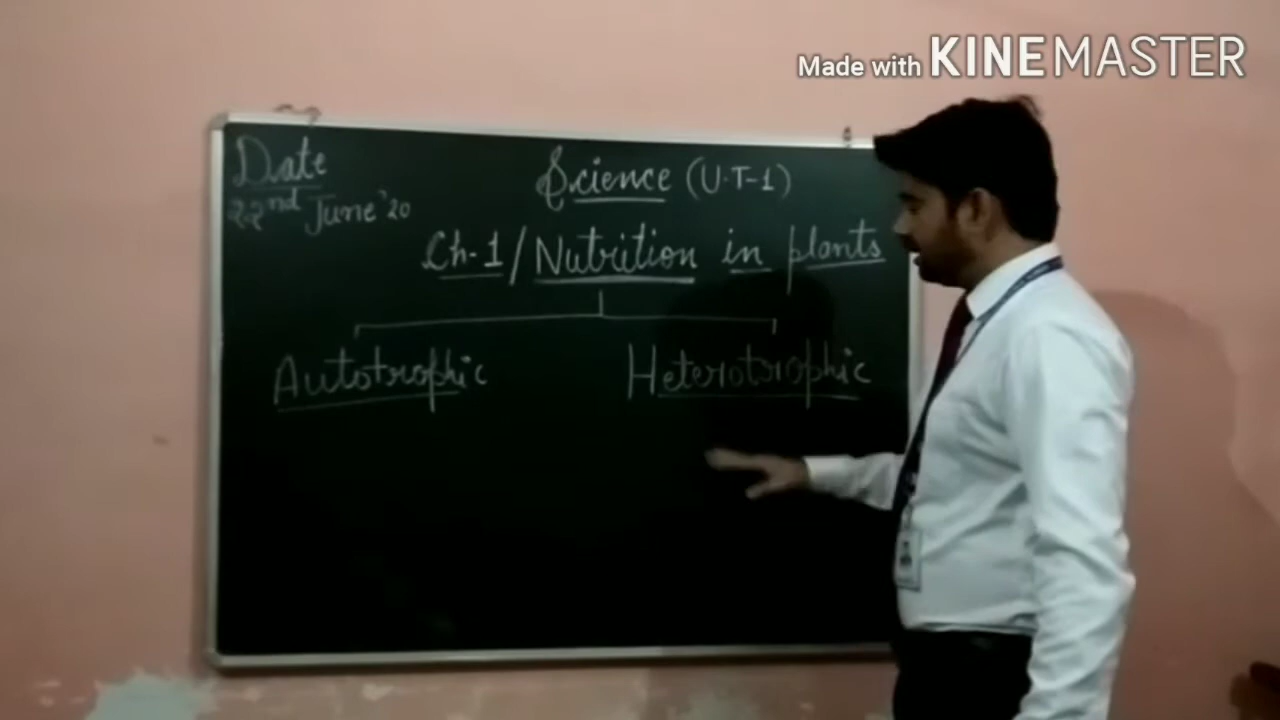 Made with KINEMASTER
Date
22nd June'20
Science (U.T-1)
Ch-1/Nutrition in plants
Autotrophic
Heterotrophic